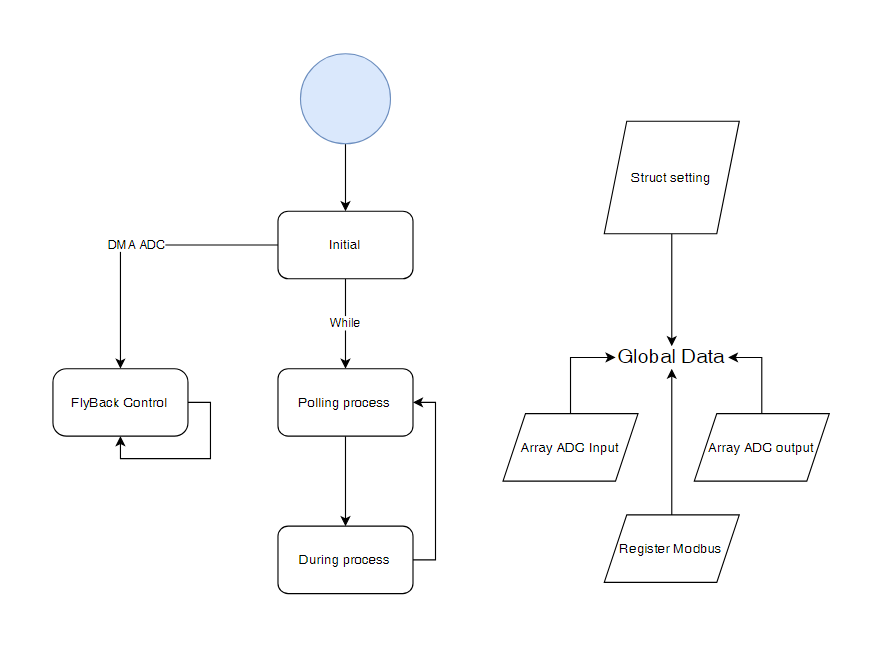 Struct setting
DMA ADC
Initial
While
Global Data
FlyBack Control
Polling process
Array ADC Input
Array ADC output
Register Modbus
During process